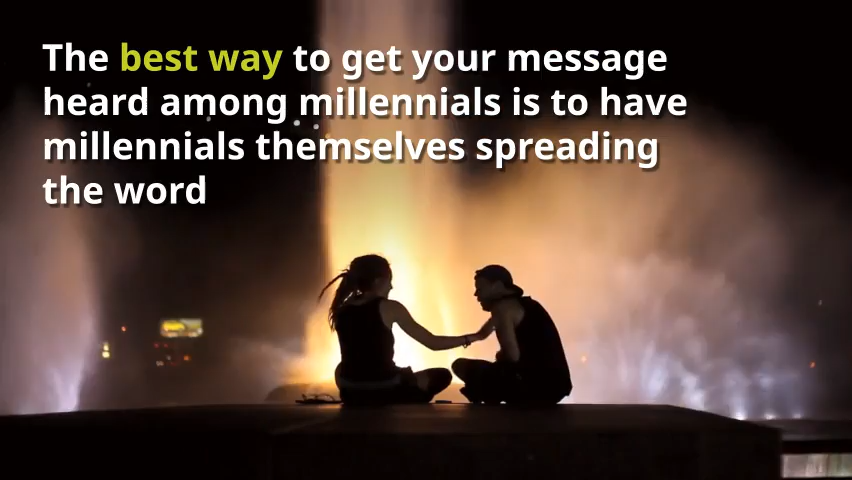 The best way to get your message
heard among millennials is to have
millennials themselves spreading
the word